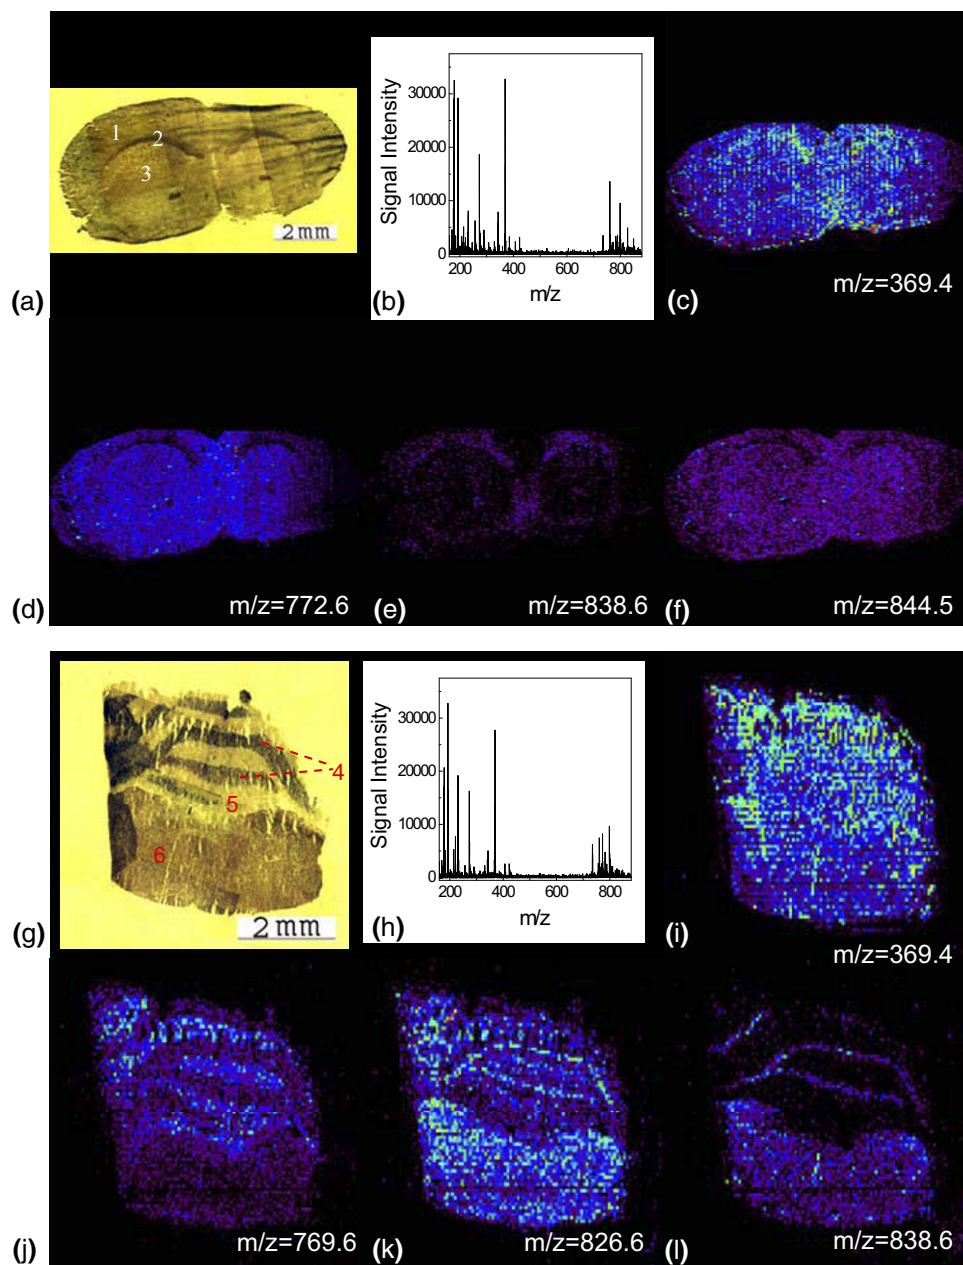 1
2
3
2 mm
(a)
Signal Intensity
30000
20000
10000
0
200 400 600 800
m/z
(b)
m/z=369.4
(c)
m/z=772.6
(d)
m/z=838.6
(e)
m/z=844.5
(f)
4
5
6
2 mm
(g)
Signal Intensity
30000
20000
10000
0
200 400 600 800
m/z
(h)
m/z=369.4
(i)
m/z=769.6
(j)
m/z=826.6
(k)
m/z=838.6
(l)